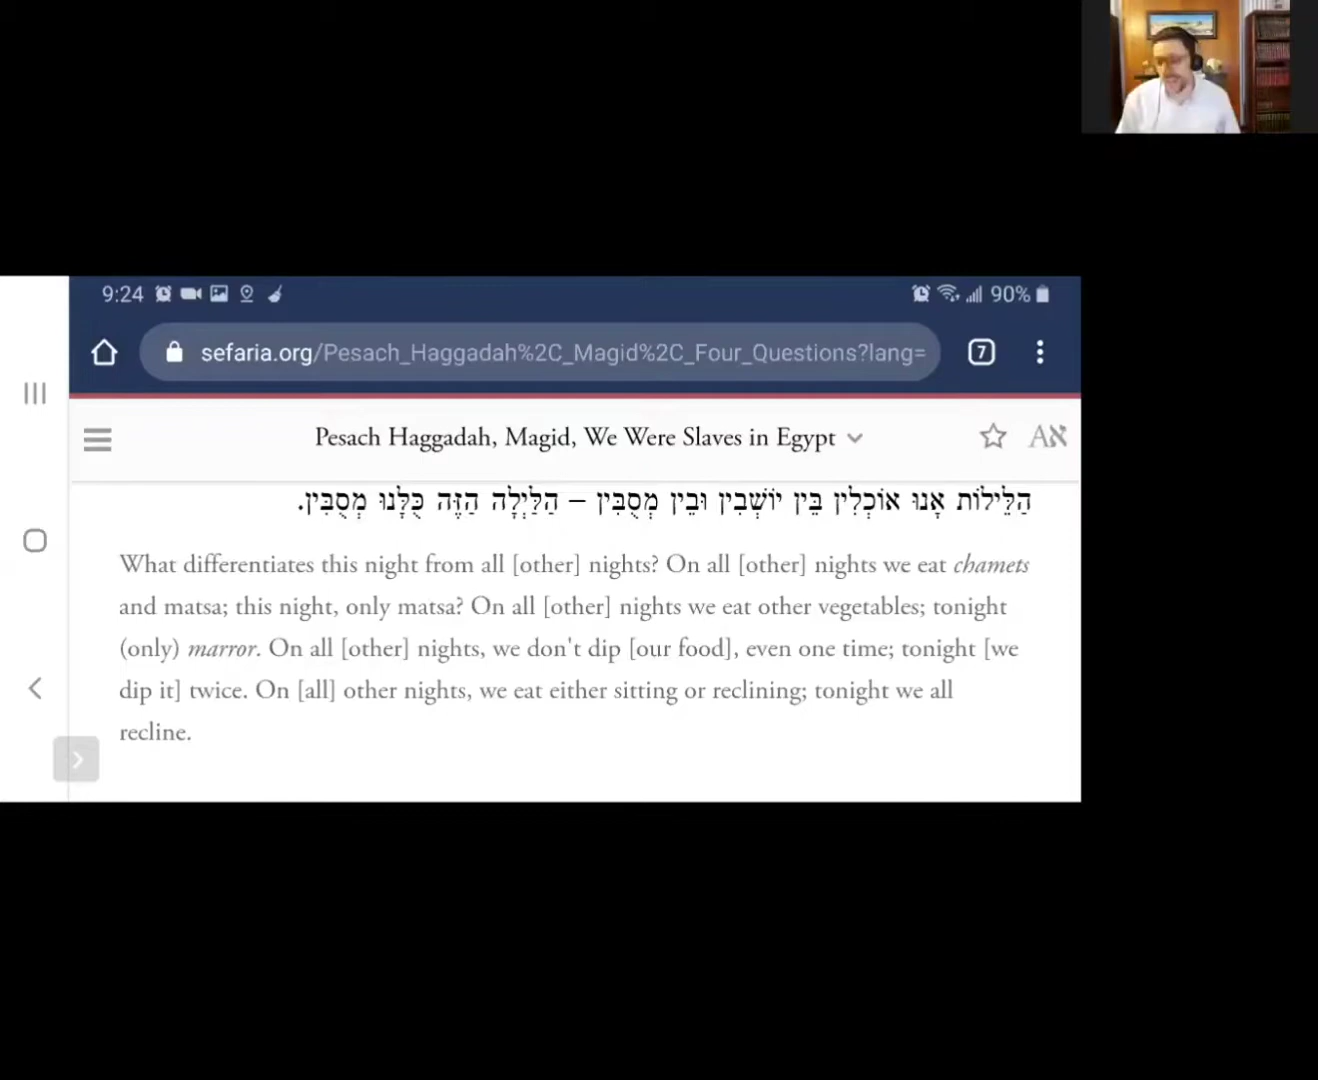 9:24 90%
sefaria.org/Pesach_Haggadah%2C_Magid%2C_Four_Questions?lang=
7
Pesach Haggadah, Magid, We Were Slaves in Egypt
Aא
הַלֵּילוֹת אָנוּ אוֹכְלִין בֵּין יוֹשְׁבִין וּבֵין מְסֻבִּין – הַלַּיְלָה הַזֶּה כֻּלָּנוּ מְסֻבִּין.
What differentiates this night from all [other] nights? On all [other] nights we eat chamets
and matsa; this night, only matsa? On all [other] nights we eat other vegetables; tonight
(only) marror. On all [other] nights, we don't dip [our food], even one time; tonight [we
dip it] twice. On [all] other nights, we eat either sitting or reclining; tonight we all
recline.